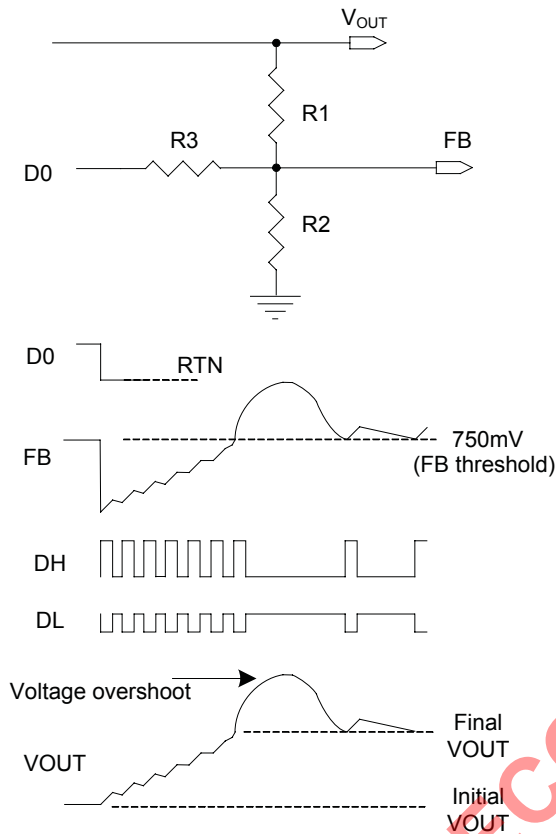 VOUT
R1
R3
FB
D0
R2
D0
RTN
FB
750mV
(FB threshold)
DH
DL
Voltage overshoot
Final
VOUT
VOUT
Initial
VOUT